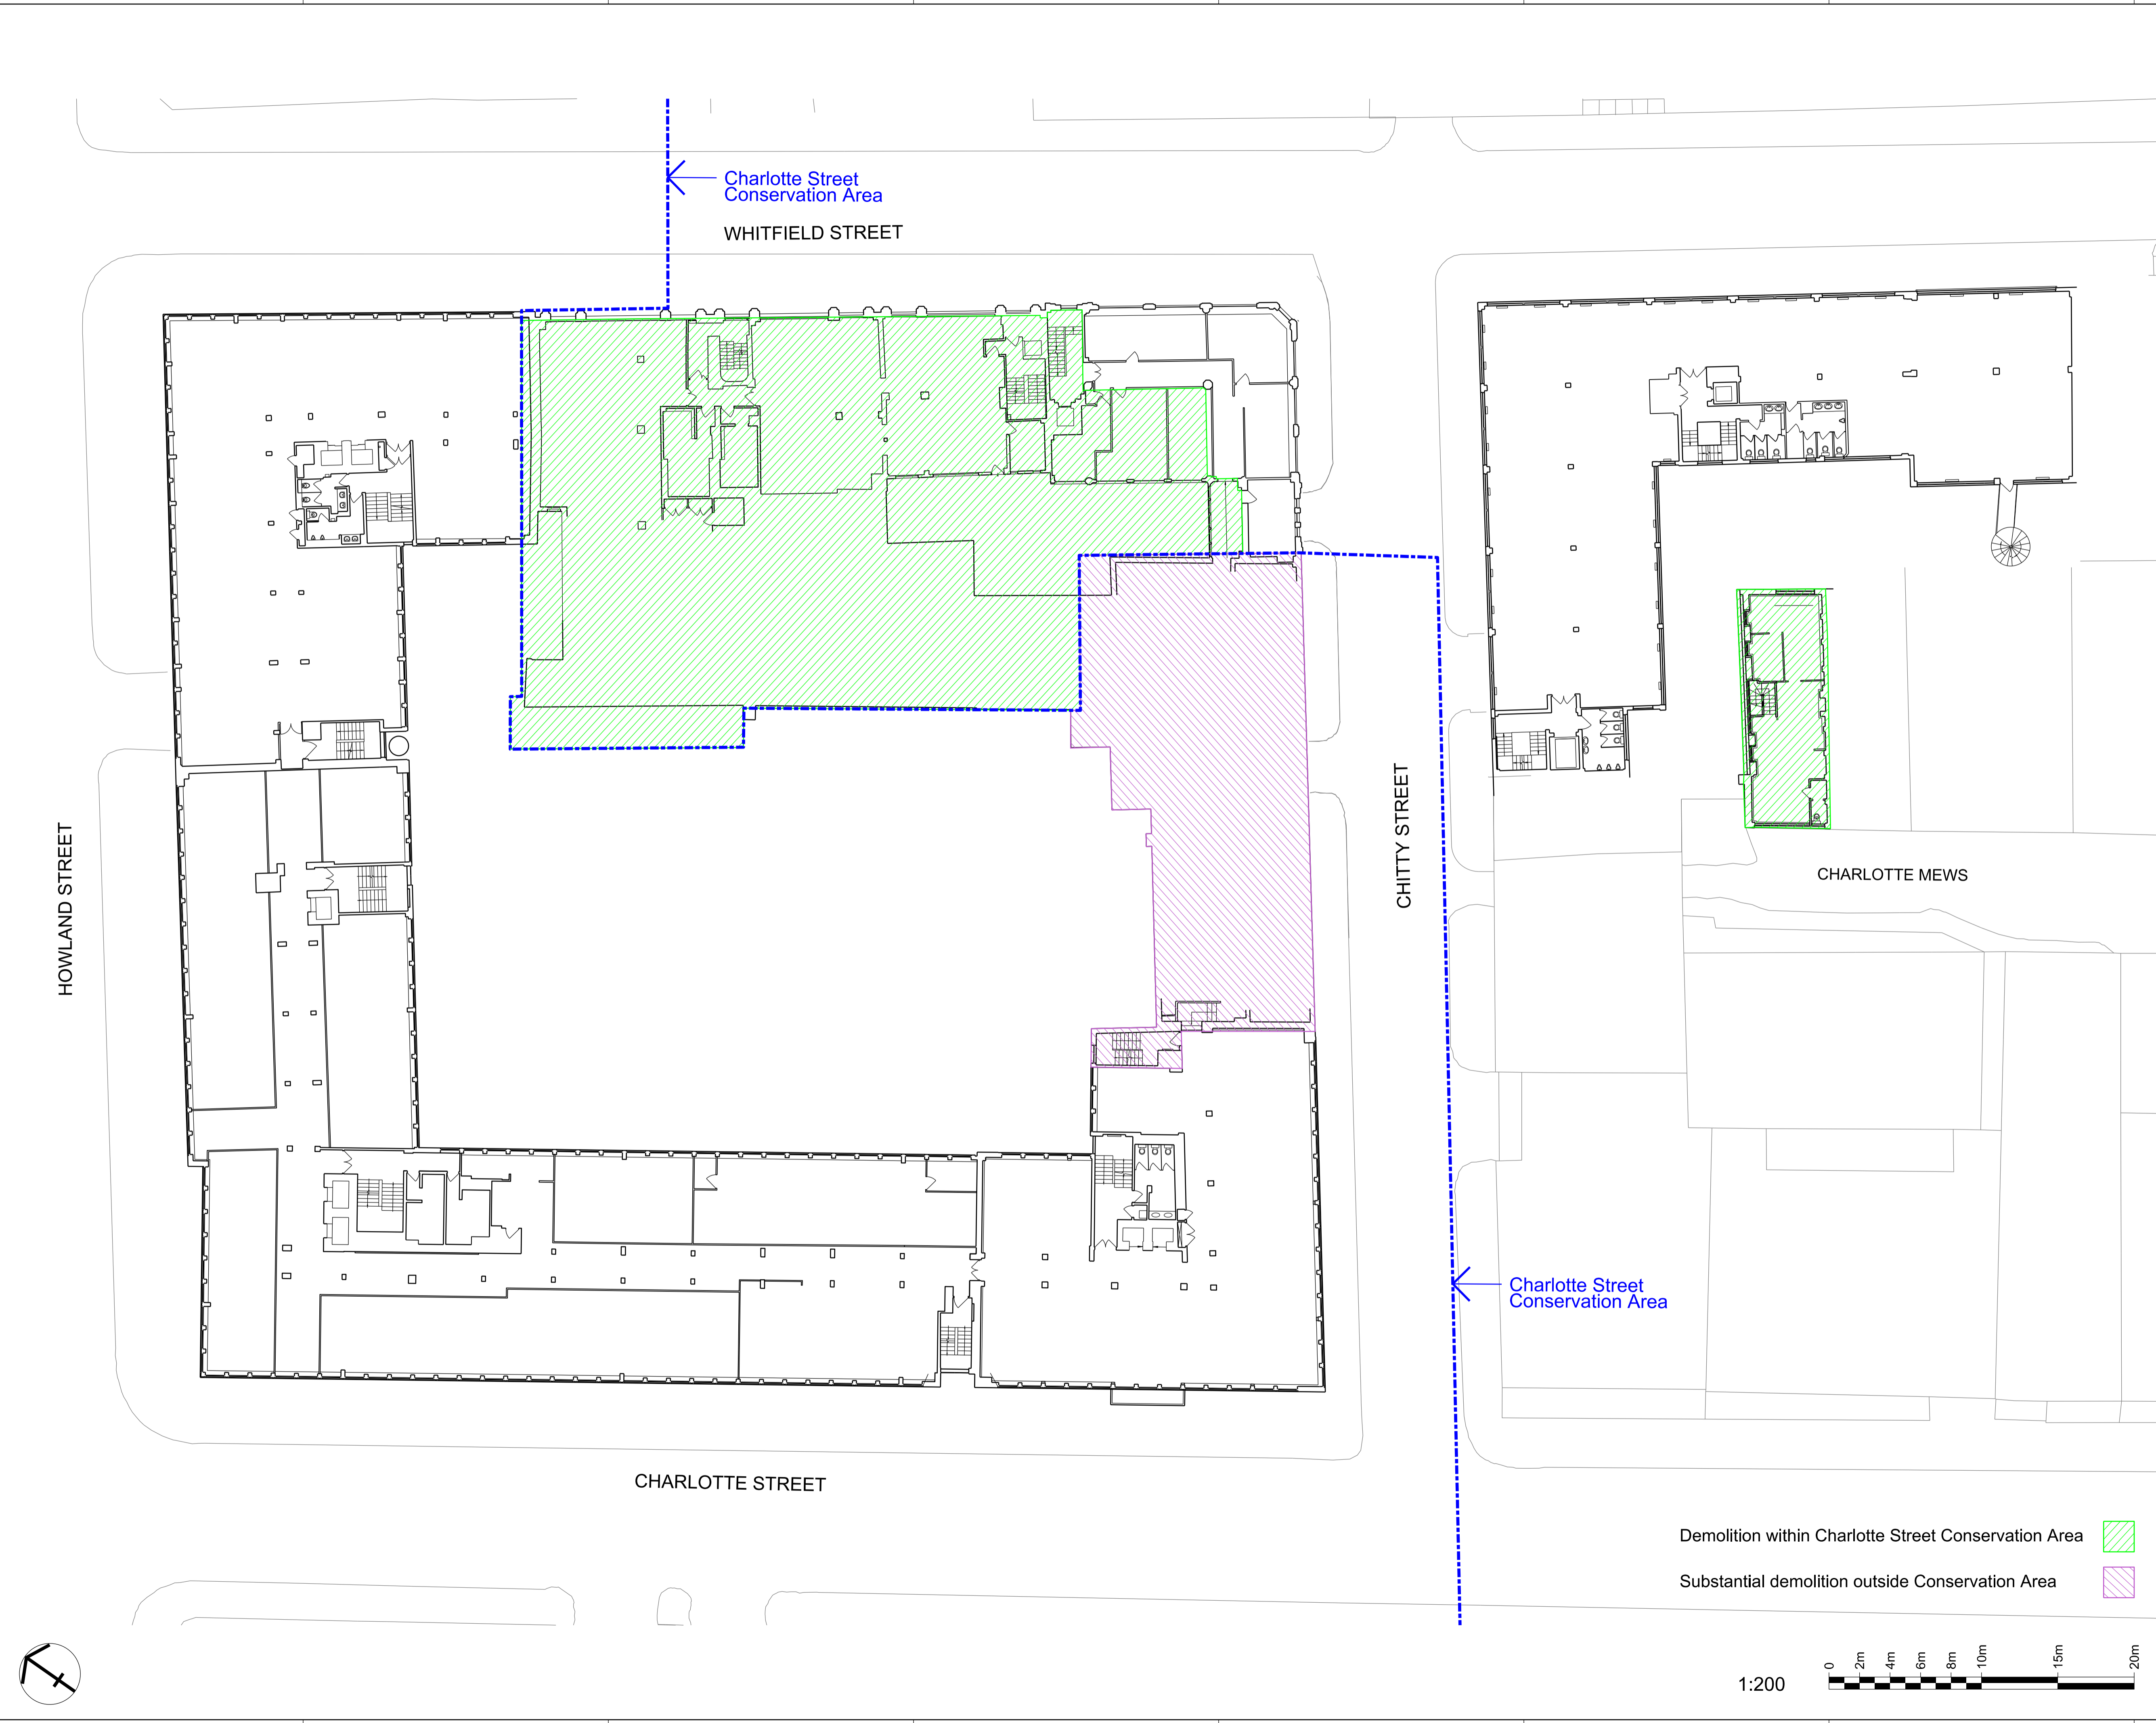 Charlotte Street
Conservation Area
WHITFIELD STREET
HOWLAND STREET
CHITTY STREET
CHARLOTTE MEWS
Charlotte Street
Conservation Area
CHARLOTTE STREET
Demolition within Charlotte Street Conservation Area
Substantial demolition outside Conservation Area
1:200
0 2m 4m 6m 8m 10m 15m 20m